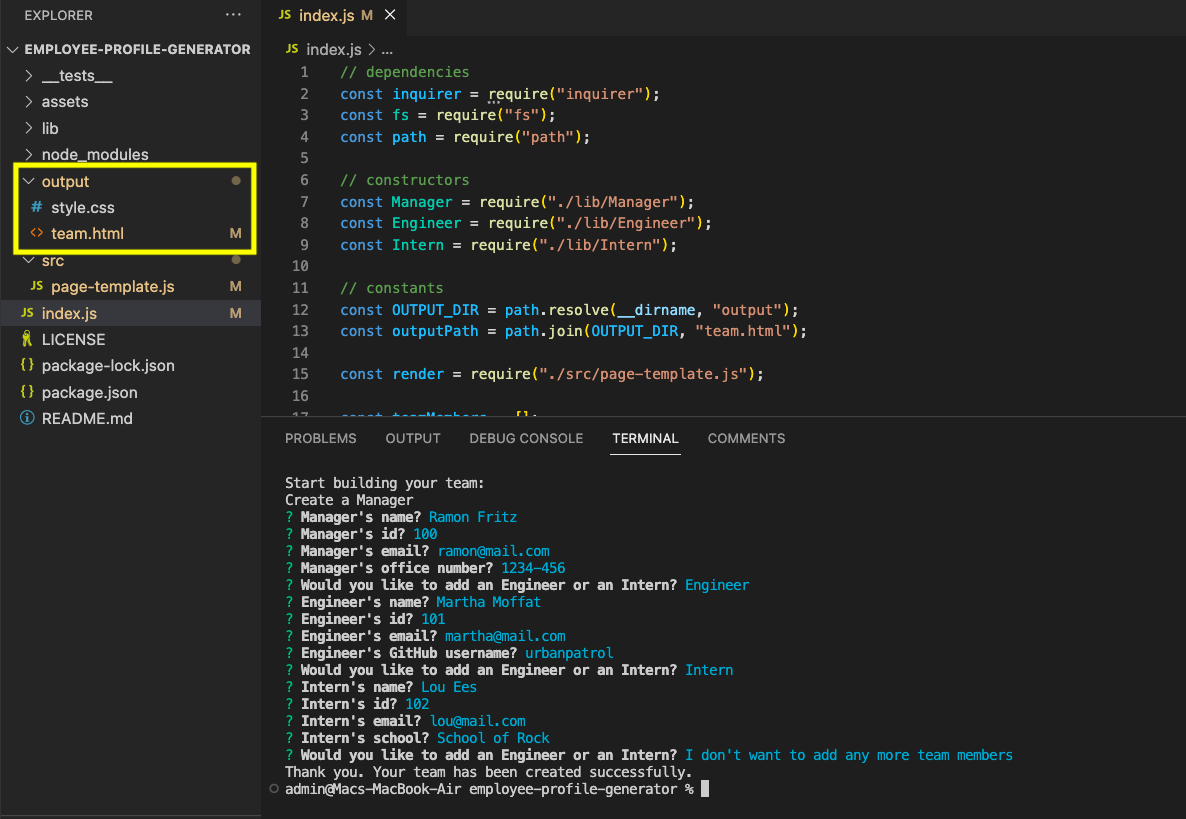 EXPLORER ...
EMPLOYEE-PROFILE-GENERATOR
__tests__
assets
lib
node_modules
output
# style.css
<> team.html M
src
JS page-template.js M
JS index.js M
LICENSE
{} package-lock.json
{} package.json
README.md
JS index.js M
JS index.js > ...
1 // dependencies
2 const inquirer = require("inquirer");
3 const fs = require("fs");
4 const path = require("path");
5
6 // constructors
7 const Manager = require("./lib/Manager");
8 const Engineer = require("./lib/Engineer");
9 const Intern = require("./lib/Intern");
10
11 // constants
12 const OUTPUT_DIR = path.resolve(__dirname, "output");
13 const outputPath = path.join(OUTPUT_DIR, "team.html");
14
15 const render = require("./src/page-template.js");
16
17 const teamMembers = [];
PROBLEMS OUTPUT DEBUG CONSOLE TERMINAL COMMENTS
Start building your team:
Create a Manager
? Manager's name? Ramon Fritz
? Manager's id? 100
? Manager's email? ramon@mail.com
? Manager's office number? 1234-456
? Would you like to add an Engineer or an Intern? Engineer
? Engineer's name? Martha Moffat
? Engineer's id? 101
? Engineer's email? martha@mail.com
? Engineer's GitHub username? urbanpatrol
? Would you like to add an Engineer or an Intern? Intern
? Intern's name? Lou Ees
? Intern's id? 102
? Intern's email? lou@mail.com
? Intern's school? School of Rock
? Would you like to add an Engineer or an Intern? I don't want to add any more team members
Thank you. Your team has been created successfully.
admin@Macs-MacBook-Air employee-profile-generator %